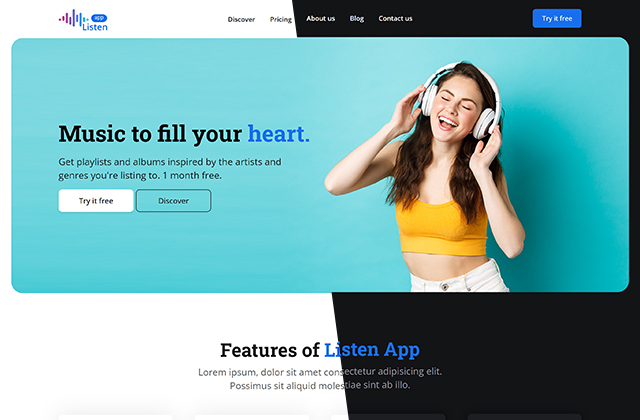 app
Listen
Discover
Pricing
About us
Blog
Contact us
Try it free
Music to fill your heart.
Get playlists and albums inspired by the artists and
genres you're listing to. 1 month free.
Try it free
Discover
Features of Listen App
Lorem ipsum, dolor sit amet consectetur adipisicing elit.
Possimus sit aliquid molestiae sint ab illo.